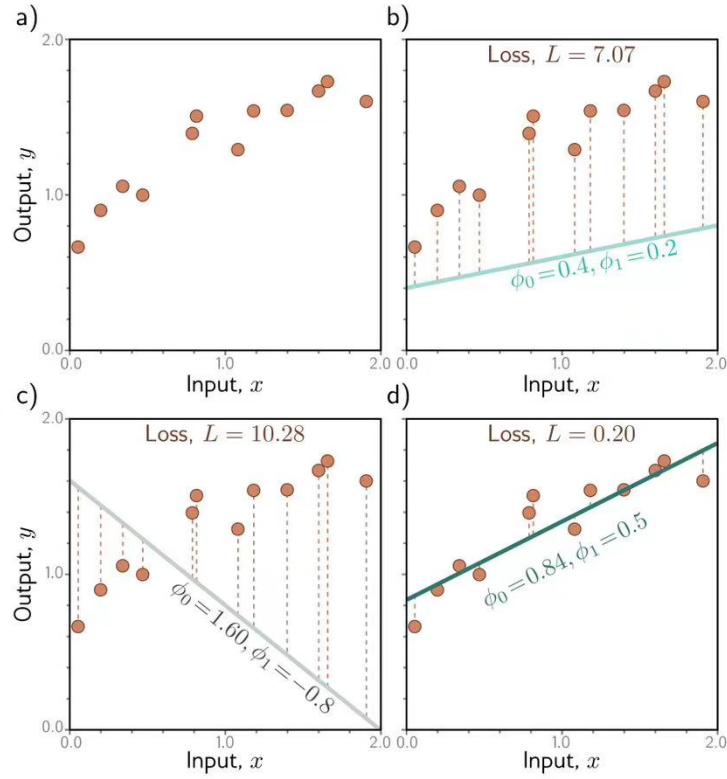 a)
2.0
Output, y
1.0
0.0
0.0 1.0 2.0
Input, x
b)
Loss, L = 7.07
ϕ₀=0.4, ϕ₁=0.2
0.0 1.0 2.0
Input, x
c)
2.0
Loss, L = 10.28
Output, y
1.0
ϕ₀=1.60, ϕ₁=−0.8
0.0
0.0 1.0 2.0
Input, x
d)
Loss, L = 0.20
ϕ₀=0.84, ϕ₁=0.5
0.0 1.0 2.0
Input, x